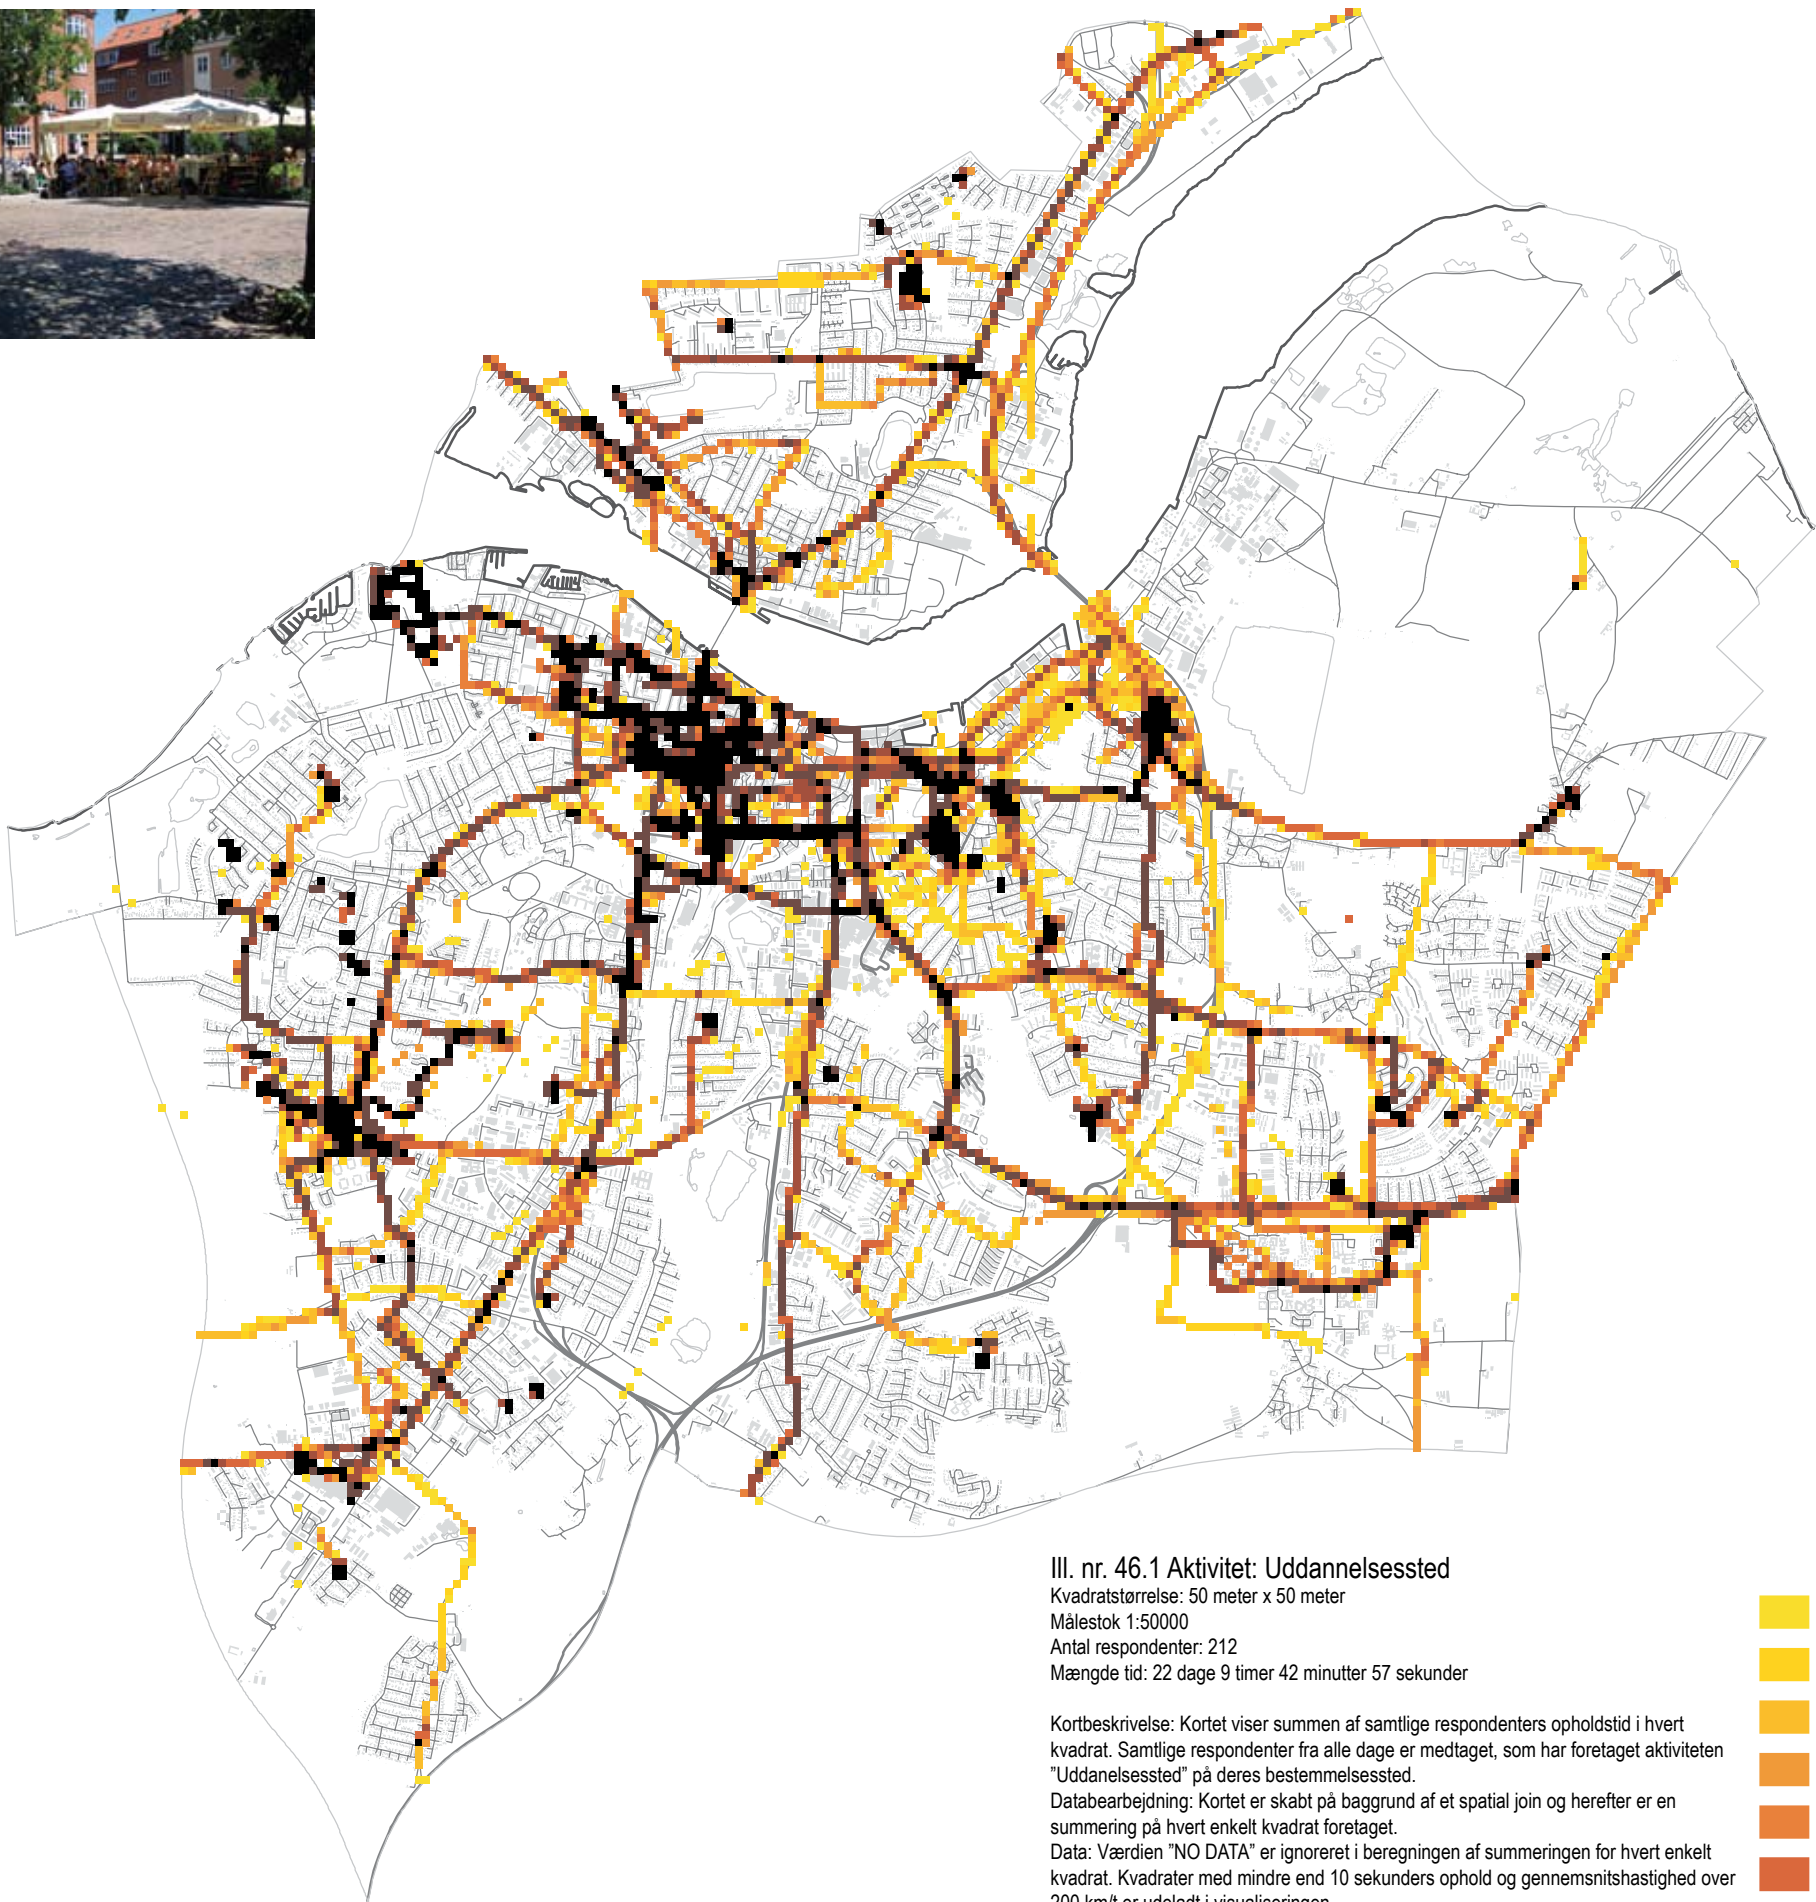 Ill. nr. 46.1 Aktivitet: Uddannelsessted
Kvadratstørrelse: 50 meter x 50 meter
Målestok 1:50000
Antal respondenter: 212
Mængde tid: 22 dage 9 timer 42 minutter 57 sekunder
Kortbeskrivelse: Kortet viser summen af samtlige respondenters opholdstid i hvert
kvadrat. Samtlige respondenter fra alle dage er medtaget, som har foretaget aktiviteten
”Uddanelsessted” på deres bestemmelsessted.
Databearbejdning: Kortet er skabt på baggrund af et spatial join og herefter er en
summering på hvert enkelt kvadrat foretaget.
Data: Værdien ”NO DATA” er ignoreret i beregningen af summeringen for hvert enkelt
kvadrat. Kvadrater med mindre end 10 sekunders ophold og gennemsnitshastighed over
200 km/t er udeladt i visualiseringen